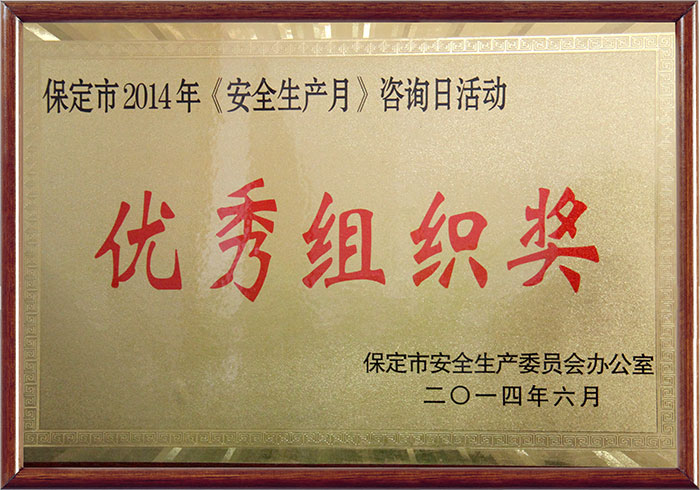 保定市2014年《安全生产月》咨询日活动
优秀组织奖
保定市安全生产委员会办公室
二〇一四年六月